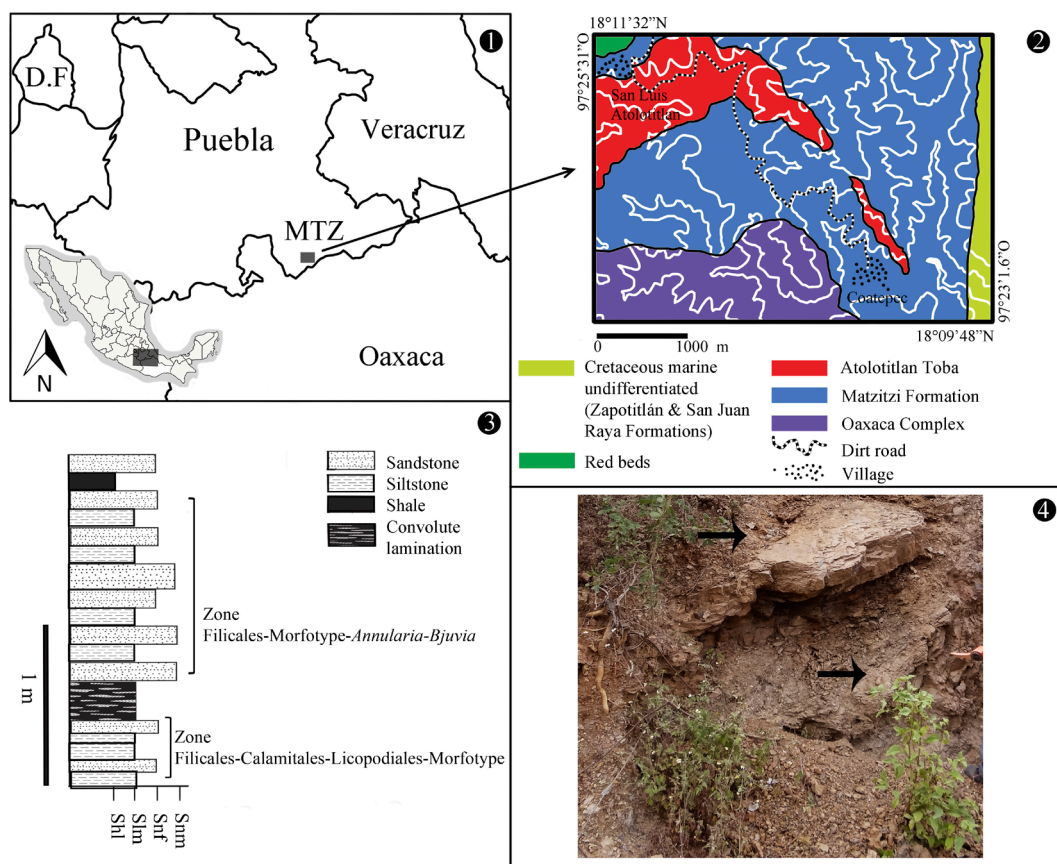 1
D.F
Puebla
Veracruz
MTZ
Oaxaca
N
2
18°11'32”N
97°25'31”O
San Luis
Atolotitlan
Coatepec
97°23'1.6”O
18°09'48”N
0 1000 m
Cretaceous marine
undifferentiated
(Zapotitlán & San Juan
Raya Formations)
Red beds
Atolotitlan Toba
Matzitzi Formation
Oaxaca Complex
Dirt road
Village
3
Sandstone
Siltstone
Shale
Convolute
lamination
Zone
Filicales-Morfotype-Annularia-Bjuvia
1 m
Zone
Filicales-Calamitales-Licopodiales-Morfotype
Shl
Slm
Snf
Snm
4